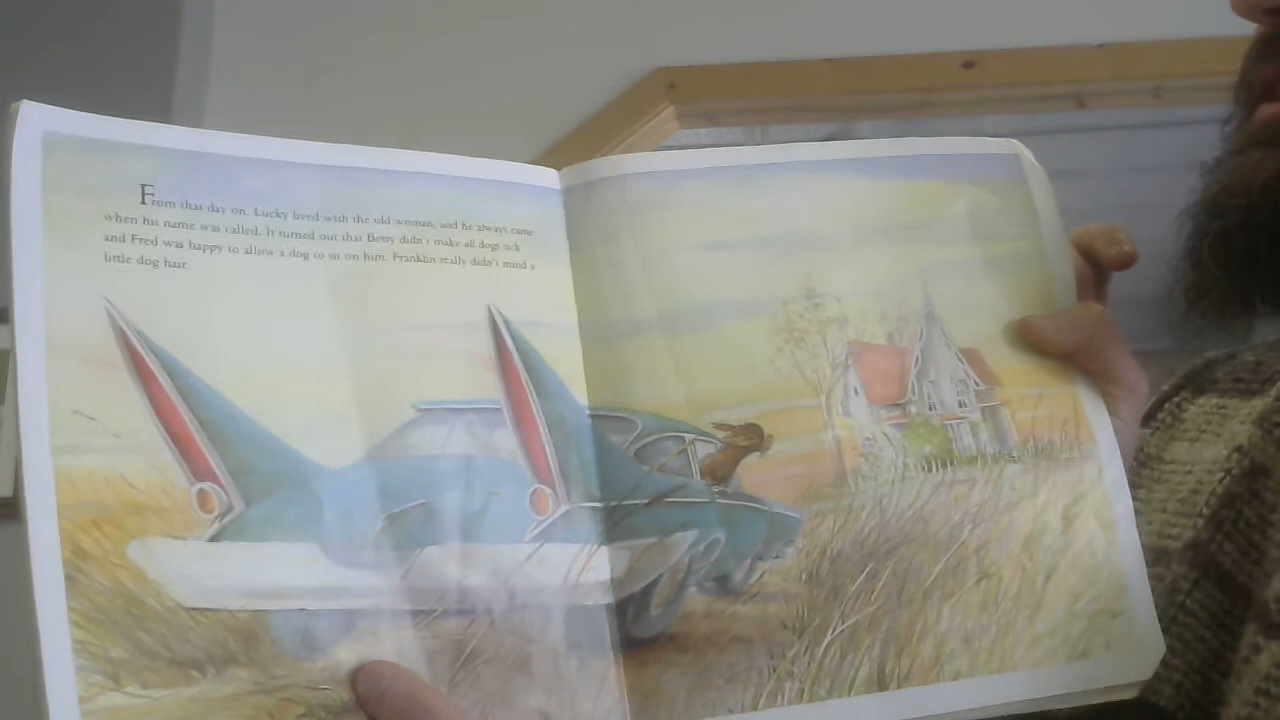 From that day on, Lucky lived with the old woman, and he always came
when his name was called. It turned out that Betsy didn't make all dogs sick
and Fred was happy to allow a dog to sit on him. Franklin really didn't mind a
little dog hair.